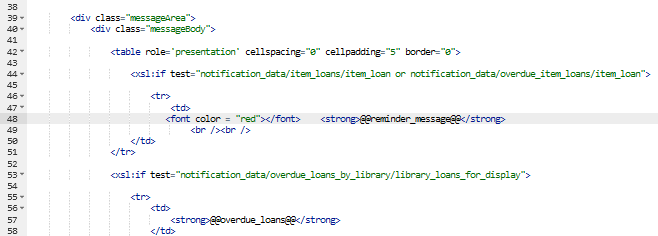 38
39 <div class="messageArea">
40 <div class="messageBody">
41
42 <table role='presentation' cellspacing="0" cellpadding="5" border="0">
43
44 <xsl:if test="notification_data/item_loans/item_loan or notification_data/overdue_item_loans/item_loan">
45
46 <tr>
47 <td>
48 <font color = "red"></font> <strong>@@reminder_message@@</strong>
49 <br /><br />
50 </td>
51 </tr>
52
53 <xsl:if test="notification_data/overdue_loans_by_library/library_loans_for_display">
54
55 <tr>
56 <td>
57 <strong>@@overdue_loans@@</strong>
58 </td>